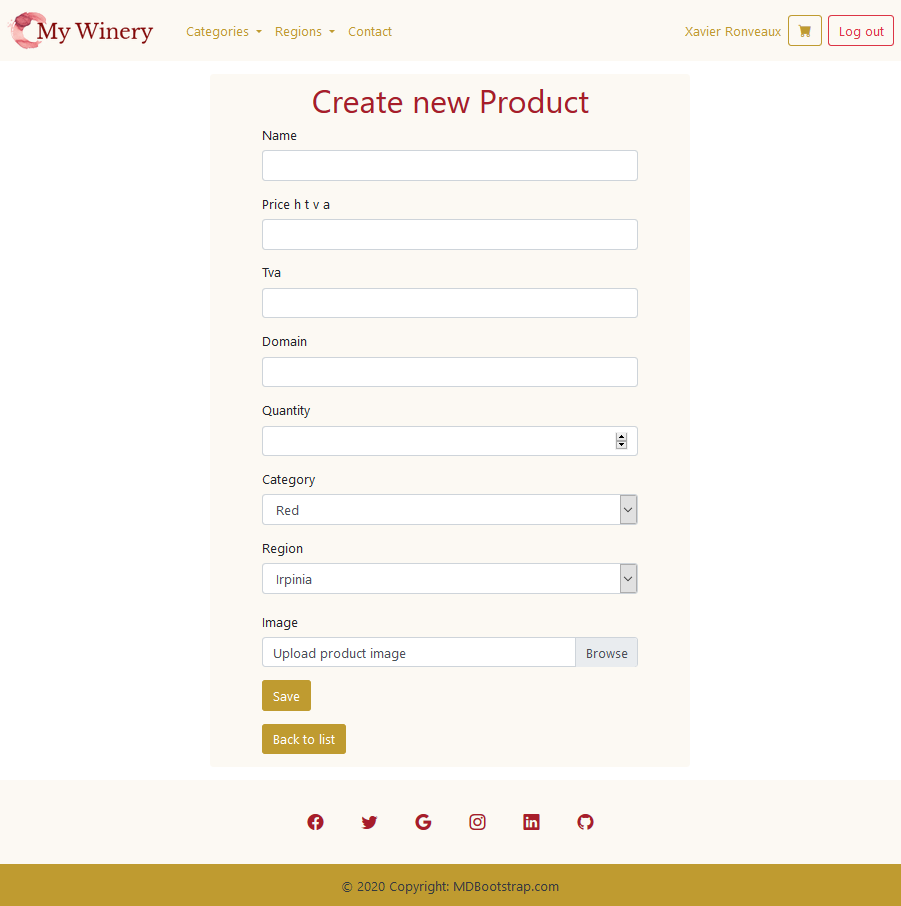 My Winery Categories Regions Contact Xavier Ronveaux Log out
Create new Product
Name
Price h t v a
Tva
Domain
Quantity
Category
Red
Region
Irpinia
Image
Upload product image Browse
Save
Back to list
© 2020 Copyright: MDBootstrap.com